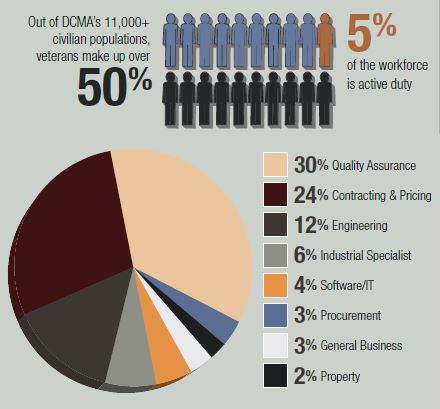 Out of DCMA's 11,000+
civilian populations,
veterans make up over
50%
5%
of the workforce
is active duty
30% Quality Assurance
24% Contracting & Pricing
12% Engineering
6% Industrial Specialist
4% Software/IT
3% Procurement
3% General Business
2% Property